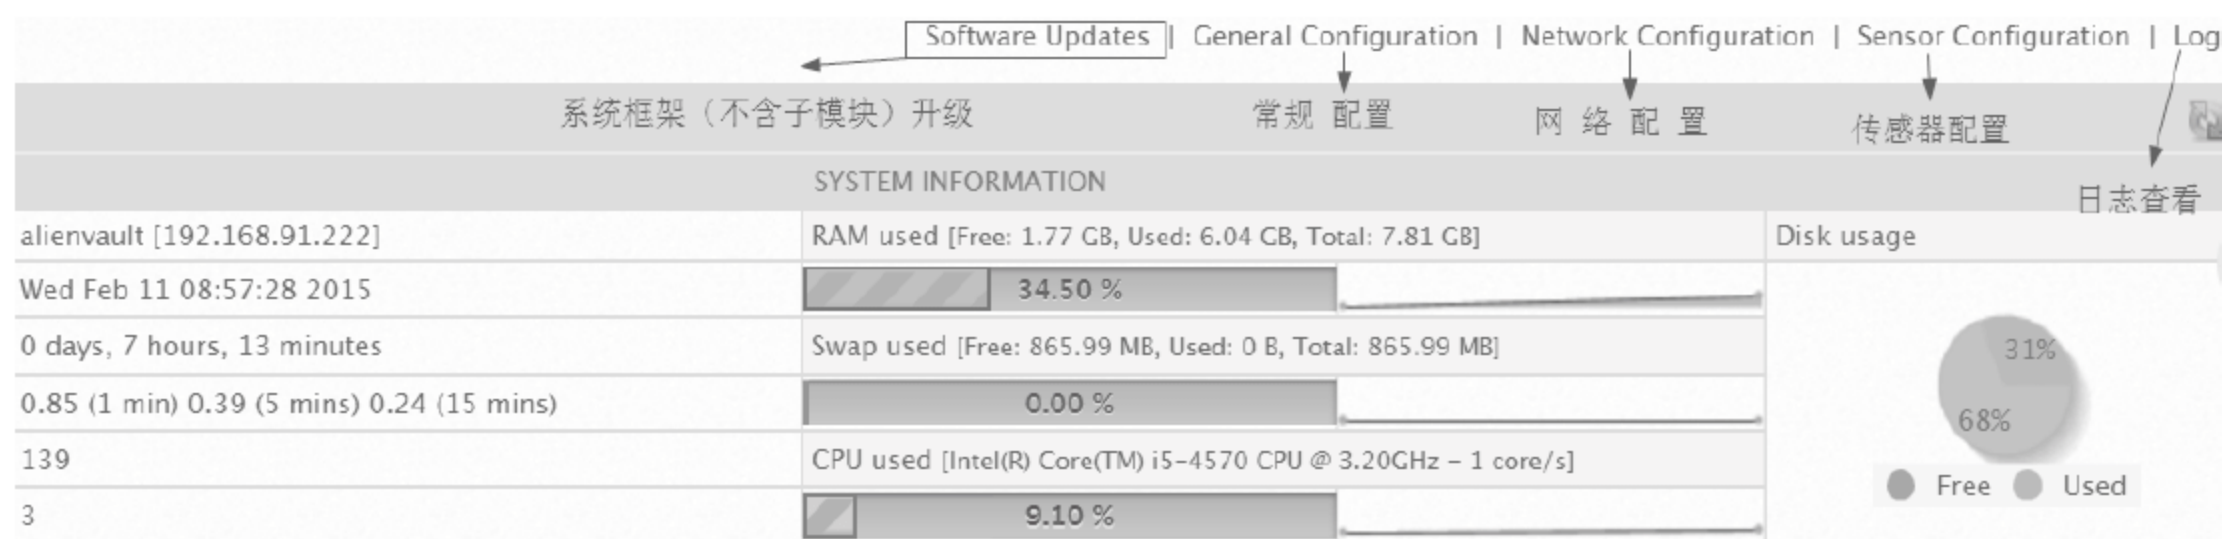 Software Updates | General Configuration | Network Configuration | Sensor Configuration | Log
系统框架（不含子模块）升级 常规 配置 网 络 配 置 传感器配置
SYSTEM INFORMATION
日志查看
alienvault [192.168.91.222] RAM used [Free: 1.77 GB, Used: 6.04 GB, Total: 7.81 GB] Disk usage
Wed Feb 11 08:57:28 2015 34.50 %
0 days, 7 hours, 13 minutes Swap used [Free: 865.99 MB, Used: 0 B, Total: 865.99 MB] 31%
0.85 (1 min) 0.39 (5 mins) 0.24 (15 mins) 0.00 % 68%
139 CPU used [Intel(R) Core(TM) i5-4570 CPU @ 3.20GHz - 1 core/s]
Free Used
3 9.10 %